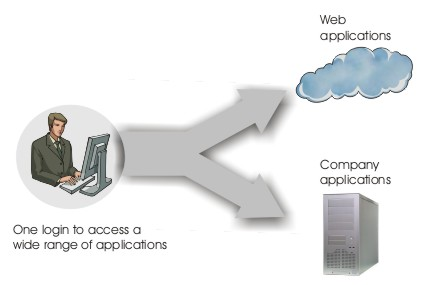 Web
applications
Company
applications
One login to access a
wide range of applications